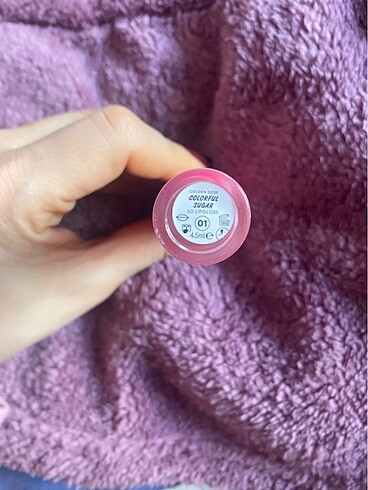 GOLDEN ROSE
COLORFUL
SUGAR
3D LIPGLOSS
01
4.5ml e